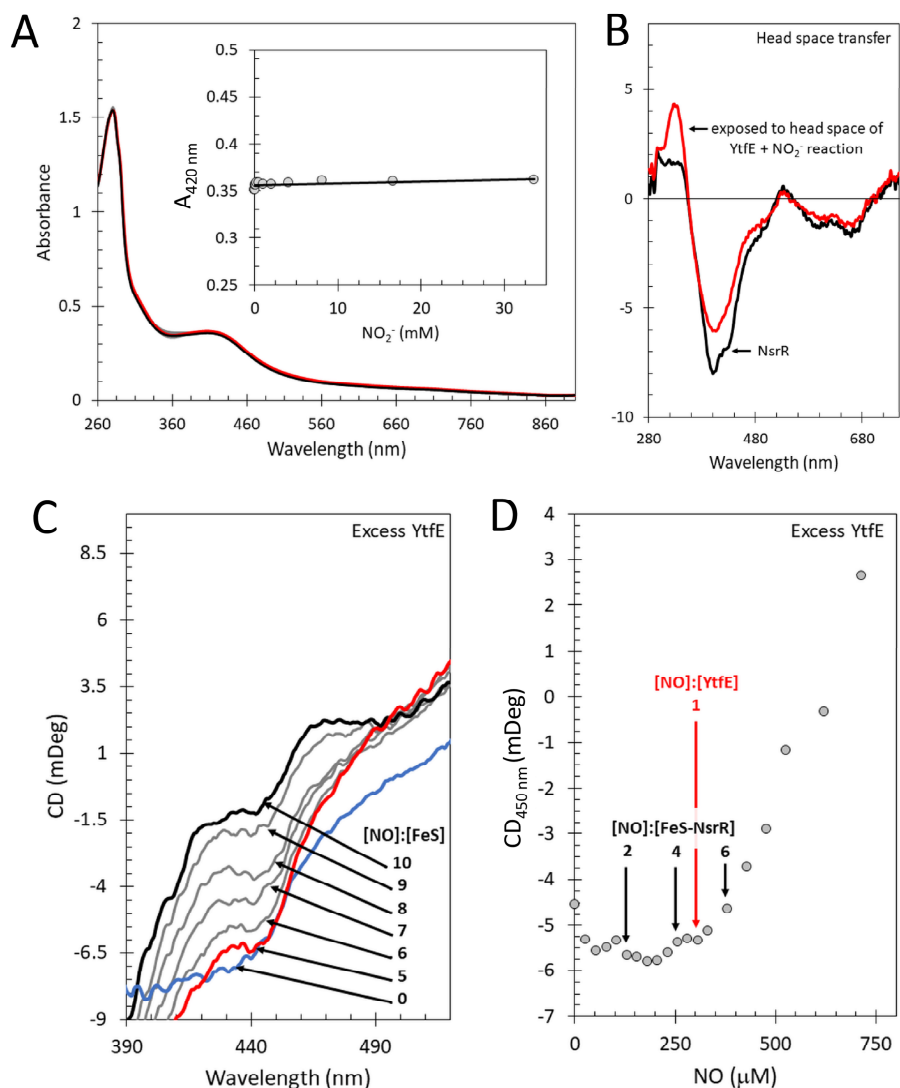 A
Absorbance
2
1.5
1
0.5
0
260
360
460
560
660
760
860
Wavelength (nm)
A420 nm
0.5
0.45
0.4
0.35
0.3
0.25
0
10
20
30
NO2- (mM)
B
Head space transfer
5
0
-5
-10
exposed to head space of
YtfE + NO2- reaction
NsrR
280
480
680
Wavelength (nm)
C
Excess YtfE
CD (mDeg)
8.5
6
3.5
1
-1.5
-4
-6.5
-9
[NO]:[FeS]
10
9
8
7
6
5
0
390
440
490
Wavelength (nm)
D
Excess YtfE
CD450 nm (mDeg)
4
3
2
1
0
-1
-2
-3
-4
-5
-6
-7
[NO]:[YtfE]
1
[NO]:[FeS-NsrR]
2 4 6
0
250
500
750
NO (μM)